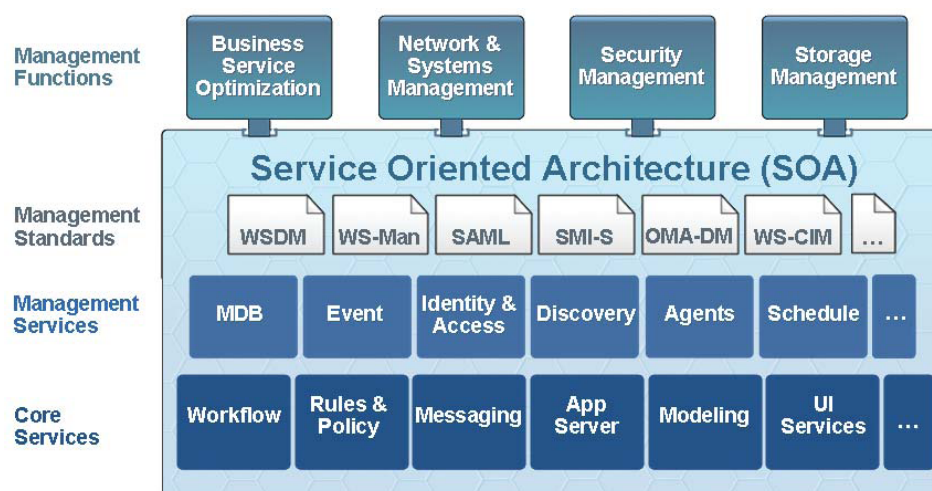 Management
Functions
Business
Service
Optimization
Network &
Systems
Management
Security
Management
Storage
Management
Service Oriented Architecture (SOA)
Management
Standards
WSDM
WS-Man
SAML
SMI-S
OMA-DM
WS-CIM
...
Management
Services
MDB
Event
Identity &
Access
Discovery
Agents
Schedule
...
Core
Services
Workflow
Rules &
Policy
Messaging
App
Server
Modeling
UI
Services
...